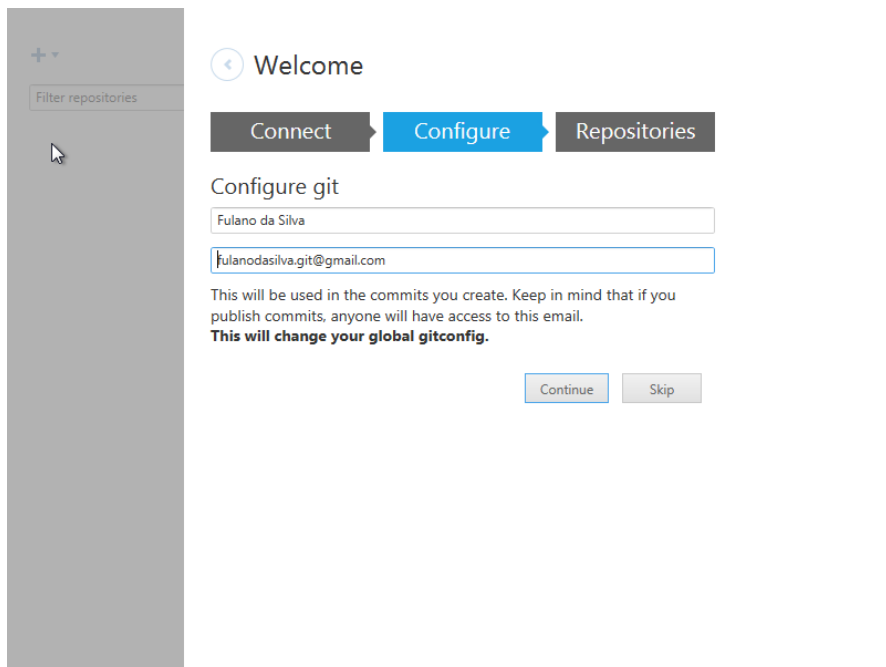 Filter repositories
Welcome
Connect
Configure
Repositories
Configure git
Fulano da Silva
fulanodasilva.git@gmail.com
This will be used in the commits you create. Keep in mind that if you
publish commits, anyone will have access to this email.
This will change your global gitconfig.
Continue
Skip